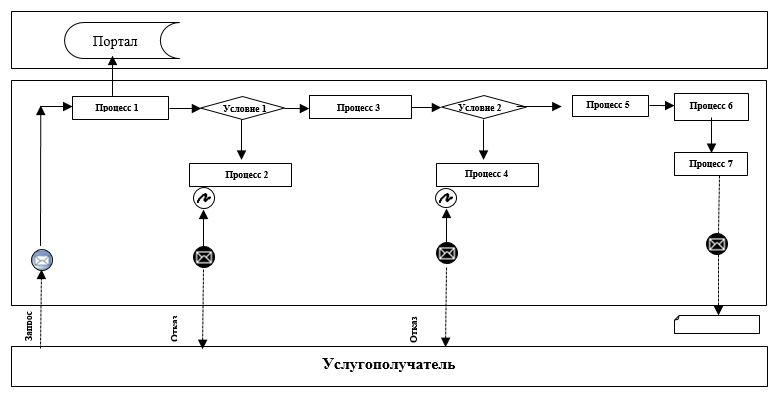 Портал
Процесс 1
Условие 1
Процесс 3
Условие 2
Процесс 5
Процесс 6
Процесс 2
Процесс 4
Процесс 7
Запрос
Отказ
Отказ
Услугополучатель